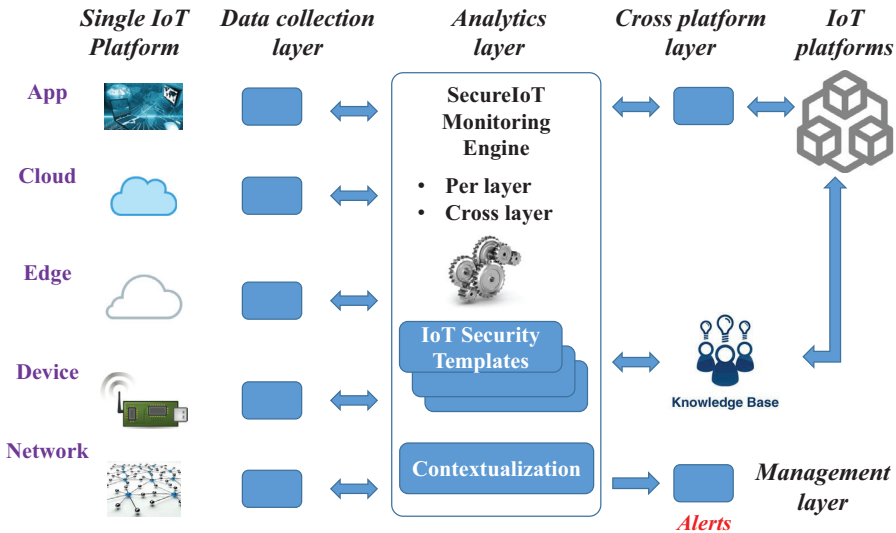 Single IoT
Platform
Data collection
layer
Analytics
layer
Cross platform
layer
IoT
platforms
App
SecureIoT
Monitoring
Engine
Cloud
• Per layer
• Cross layer
Edge
IoT Security
Templates
Device
Knowledge Base
Network
Contextualization
Management
layer
Alerts